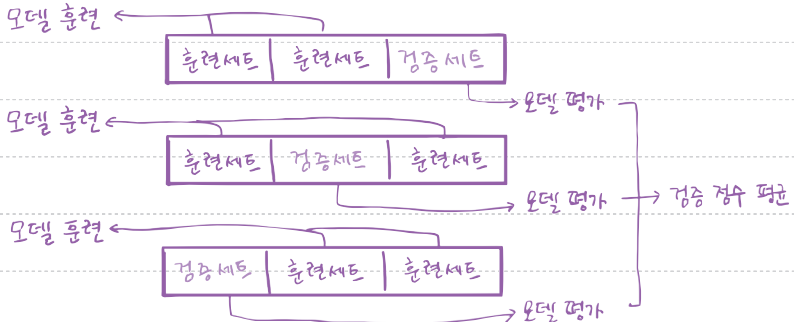 모델 훈련
훈련세트 훈련세트 검증세트
모델 평가
모델 훈련
훈련세트 검증세트 훈련세트
모델 평가
검증 점수 평균
모델 훈련
검증세트 훈련세트 훈련세트
모델 평가